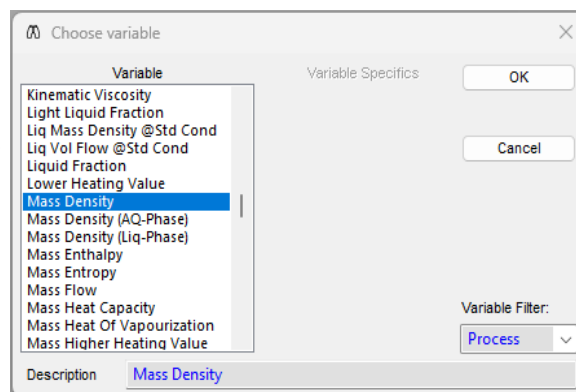 Choose variable
Variable
Variable Specifics
OK
Cancel
Kinematic Viscosity
Light Liquid Fraction
Liq Mass Density @Std Cond
Liq Vol Flow @Std Cond
Liquid Fraction
Lower Heating Value
Mass Density
Mass Density (AQ-Phase)
Mass Density (Liq-Phase)
Mass Enthalpy
Mass Entropy
Mass Flow
Mass Heat Capacity
Mass Heat Of Vapourization
Mass Higher Heating Value
Variable Filter:
Process
Description
Mass Density